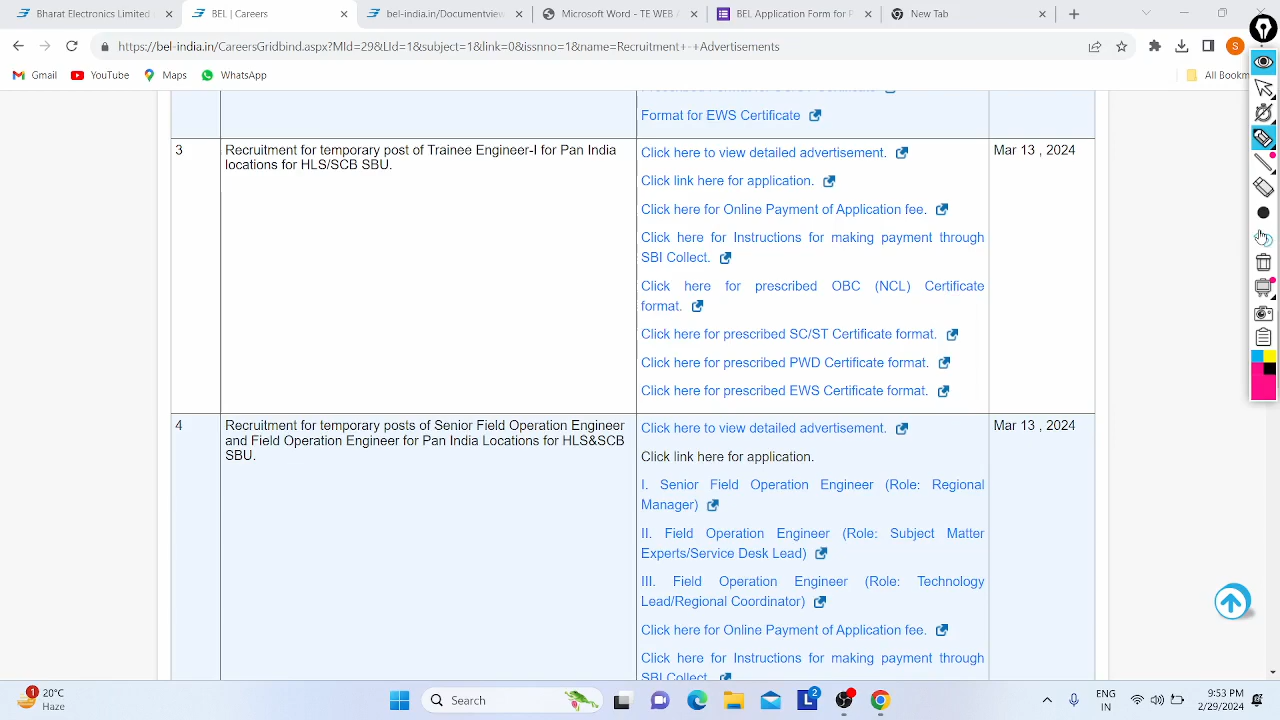 Bharat Electronics Limited
BEL | Careers
bel-india.in/Documentview
Microsoft Word - TE WEB A
BEL Application Form for P
New Tab
https://bel-india.in/CareersGridbind.aspx?MId=29&LId=1&subject=1&link=0&issnno=1&name=Recruitment+-+Advertisements
S
Gmail
YouTube
Maps
WhatsApp
All Bookm
Format for EWS Certificate
3
Recruitment for temporary post of Trainee Engineer-I for Pan India
locations for HLS/SCB SBU.
Click here to view detailed advertisement.
Mar 13 , 2024
Click link here for application.
Click here for Online Payment of Application fee.
Click here for Instructions for making payment through
SBI Collect.
Click here for prescribed OBC (NCL) Certificate
format.
Click here for prescribed SC/ST Certificate format.
Click here for prescribed PWD Certificate format.
Click here for prescribed EWS Certificate format.
4
Recruitment for temporary posts of Senior Field Operation Engineer
and Field Operation Engineer for Pan India Locations for HLS&SCB
SBU.
Click here to view detailed advertisement.
Mar 13 , 2024
Click link here for application.
I. Senior Field Operation Engineer (Role: Regional
Manager)
II. Field Operation Engineer (Role: Subject Matter
Experts/Service Desk Lead)
III. Field Operation Engineer (Role: Technology
Lead/Regional Coordinator)
Click here for Online Payment of Application fee.
Click here for Instructions for making payment through
SBI Collect.
1
20°C
Haze
Search
2
ENG
IN
9:53 PM
2/29/2024